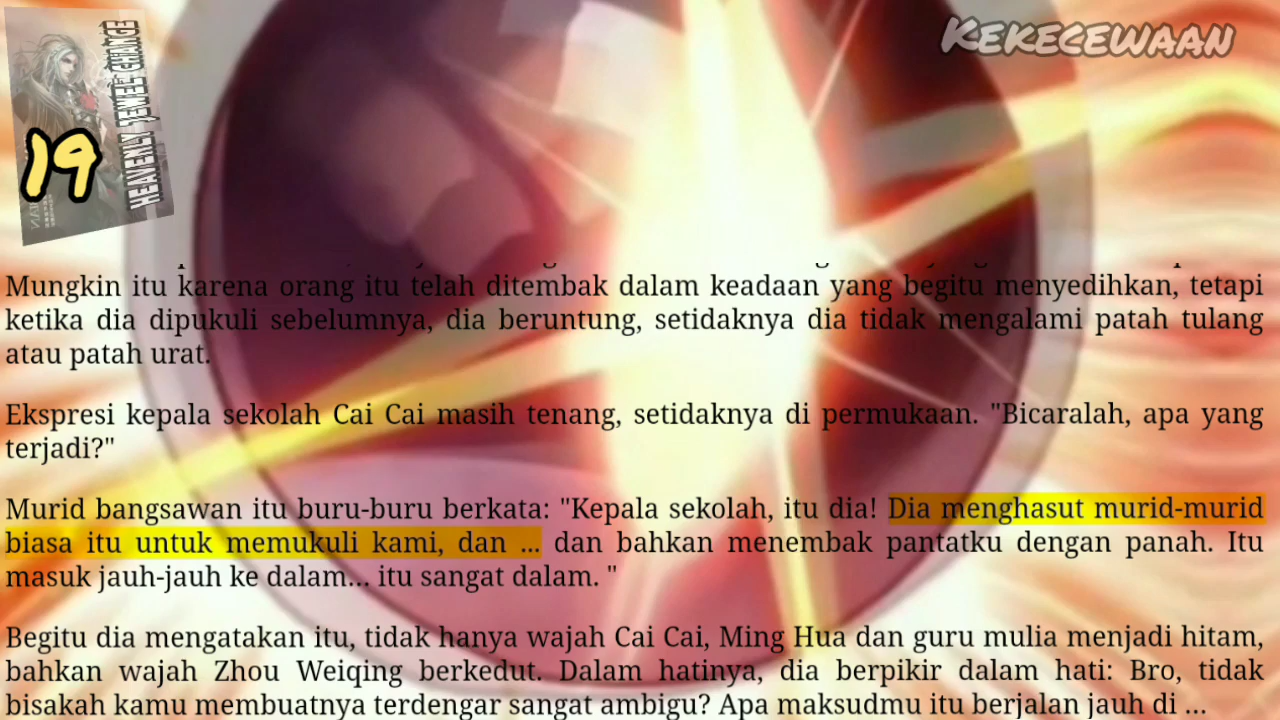 Kekecewaan
HEAVENLY JEWEL CHANGE
19
Mungkin itu karena orang itu telah ditembak dalam keadaan yang begitu menyedihkan, tetapi
ketika dia dipukuli sebelumnya, dia beruntung, setidaknya dia tidak mengalami patah tulang
atau patah urat.
Ekspresi kepala sekolah Cai Cai masih tenang, setidaknya di permukaan. "Bicaralah, apa yang
terjadi?"
Murid bangsawan itu buru-buru berkata: "Kepala sekolah, itu dia! Dia menghasut murid-murid
biasa itu untuk memukuli kami, dan ... dan bahkan menembak pantatku dengan panah. Itu
masuk jauh-jauh ke dalam... itu sangat dalam. "
Begitu dia mengatakan itu, tidak hanya wajah Cai Cai, Ming Hua dan guru mulia menjadi hitam,
bahkan wajah Zhou Weiqing berkedut. Dalam hatinya, dia berpikir dalam hati: Bro, tidak
bisakah kamu membuatnya terdengar sangat ambigu? Apa maksudmu itu berjalan jauh di ...